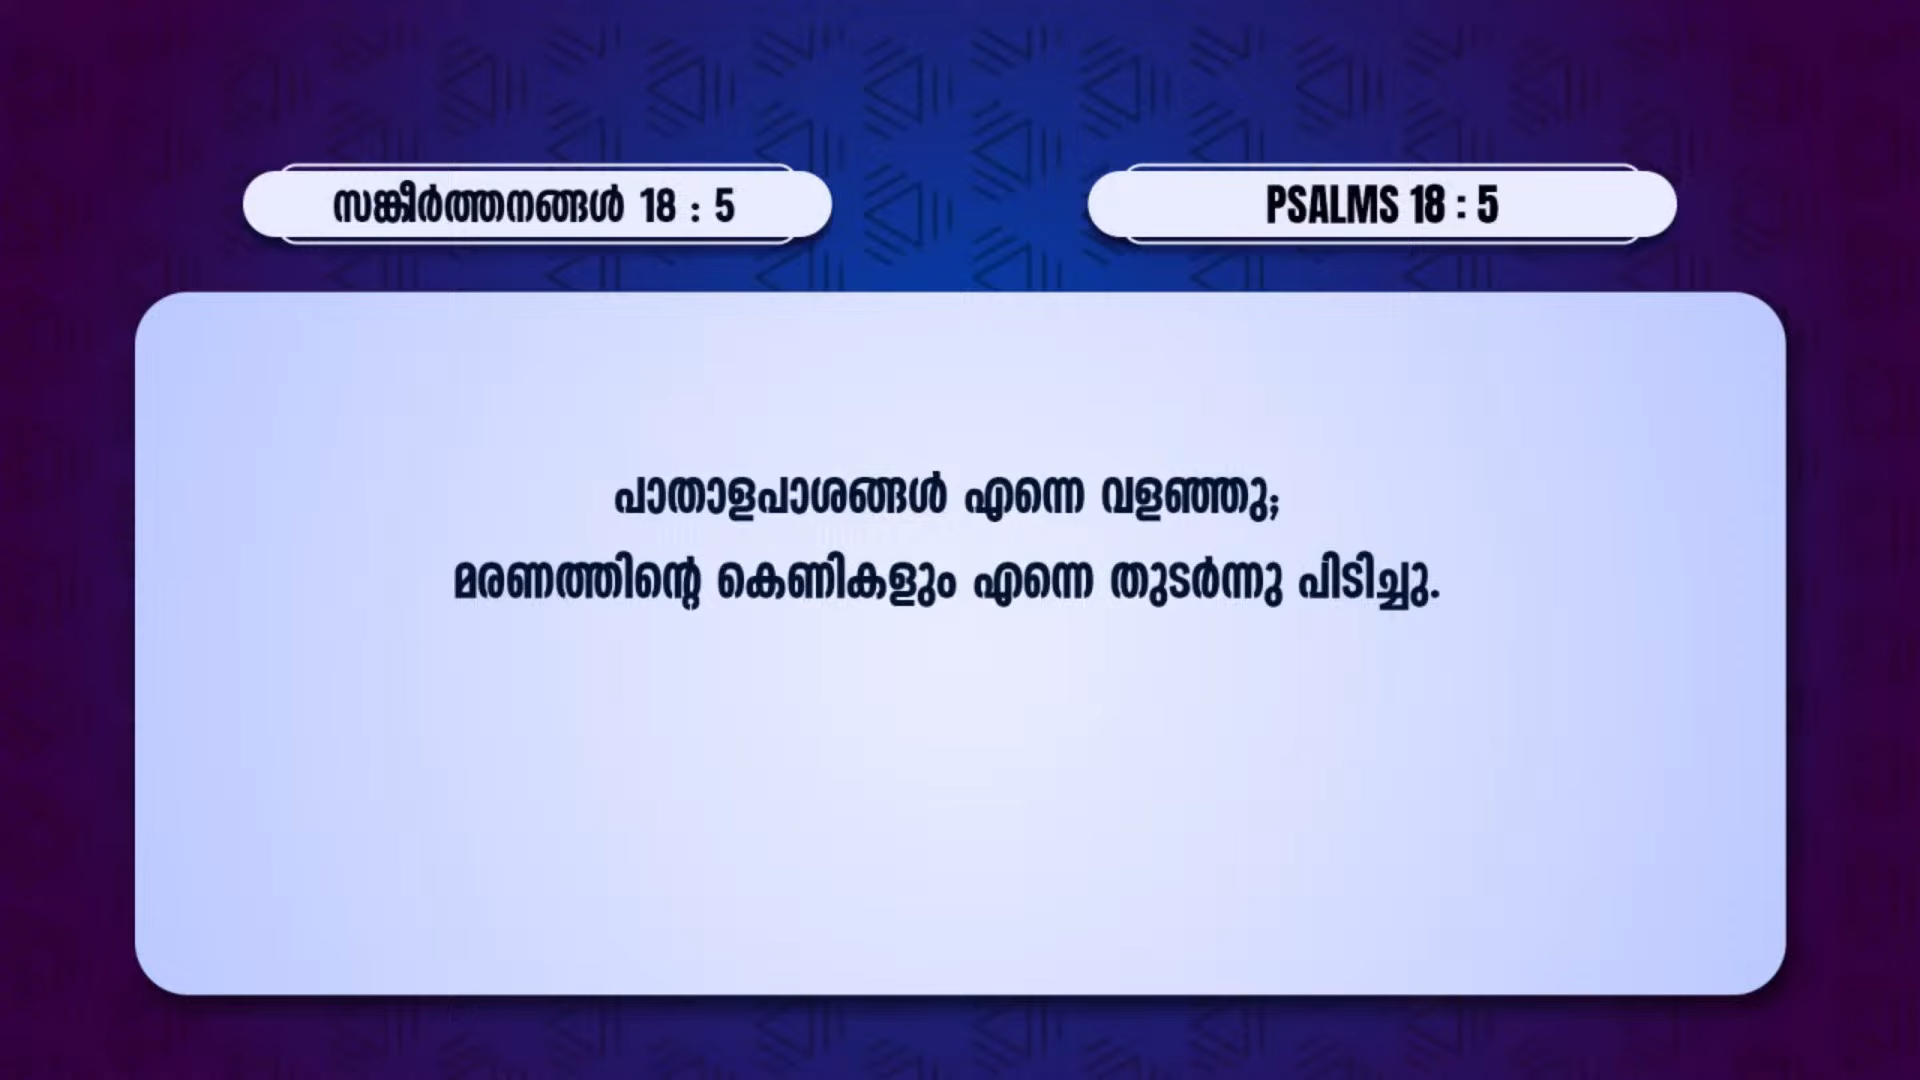 സങ്കീർത്തനങ്ങൾ 18 : 5
PSALMS 18 : 5
പാതാളപാശങ്ങൾ എന്നെ വളഞ്ഞു;
മരണത്തിന്റെ കെണികളും എന്നെ തുടർന്നു പിടിച്ചു.